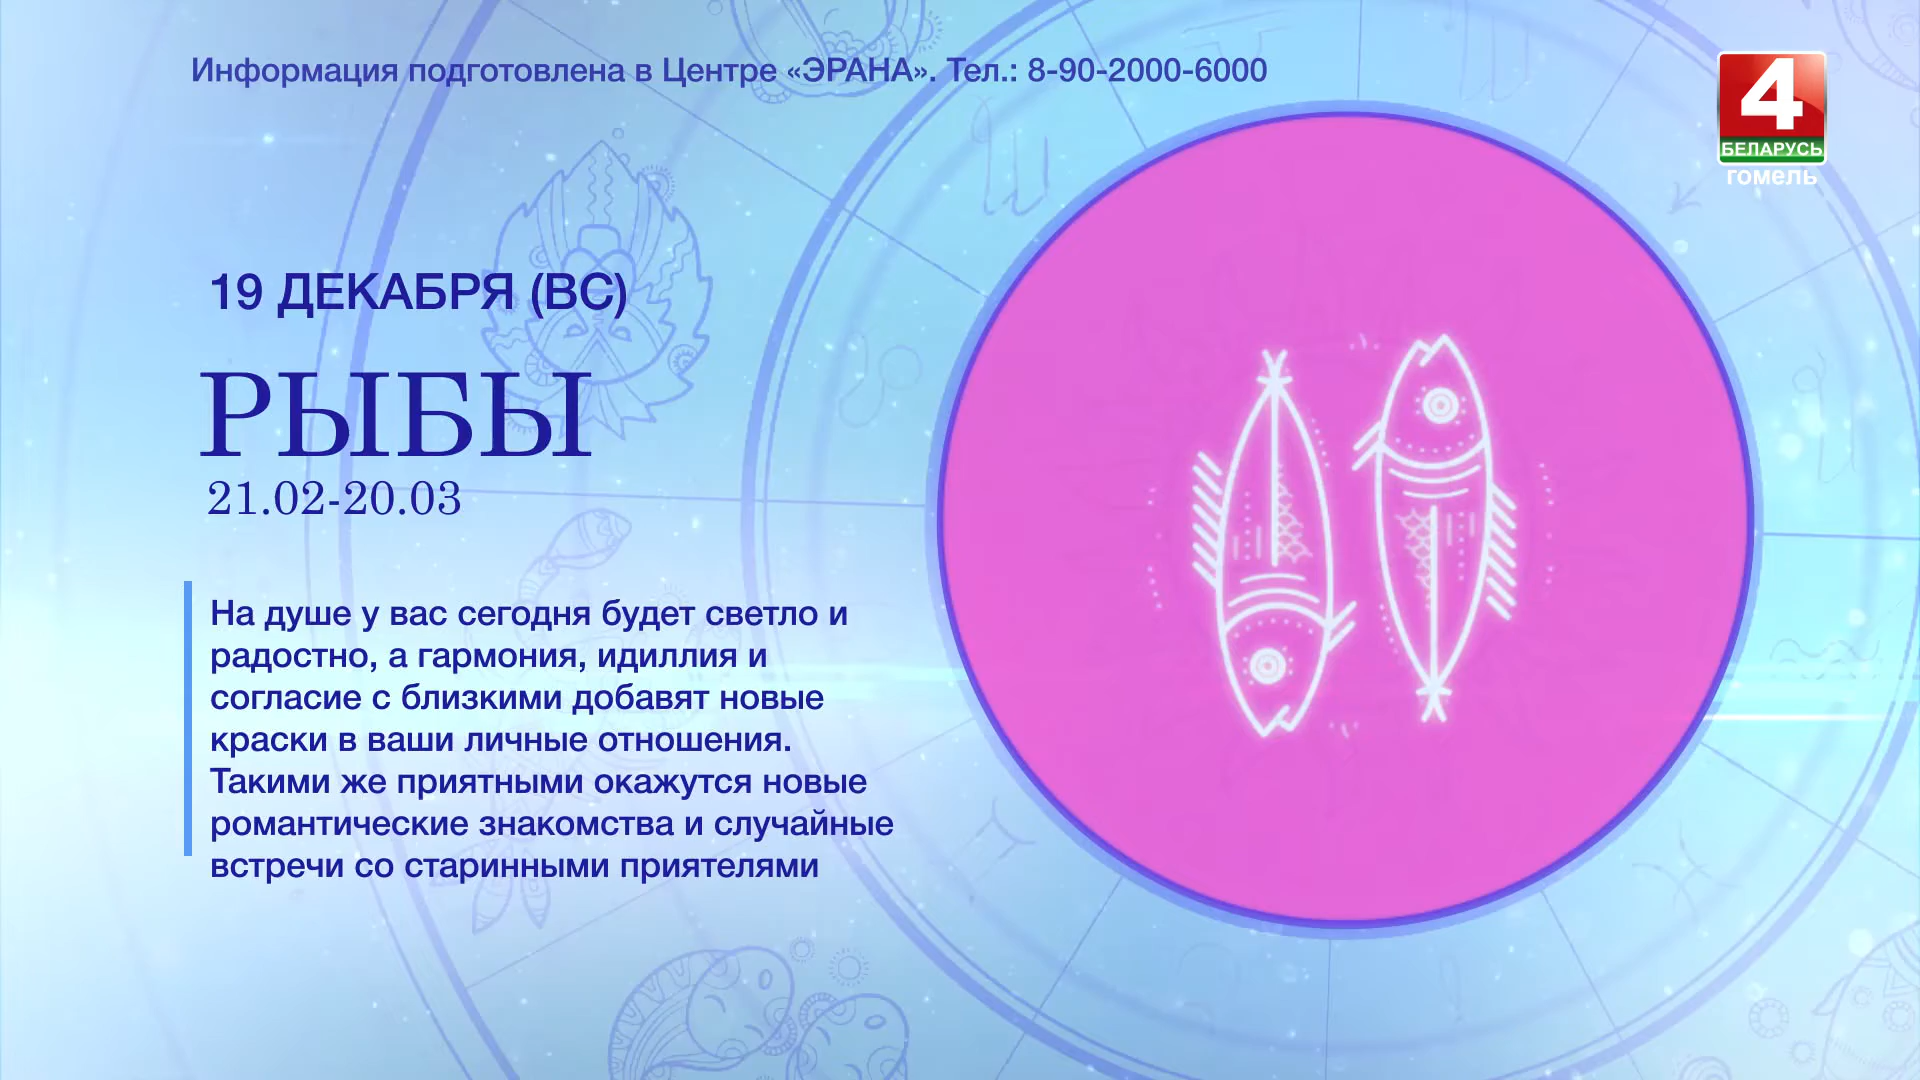 Информация подготовлена в Центре «ЭРАНА». Тел.: 8-90-2000-6000
4
БЕЛАРУСЬ
гомель
19 ДЕКАБРЯ (ВС)
РЫБЫ
21.02-20.03
На душе у вас сегодня будет светло и
радостно, а гармония, идиллия и
согласие с близкими добавят новые
краски в ваши личные отношения.
Такими же приятными окажутся новые
романтические знакомства и случайные
встречи со старинными приятелями